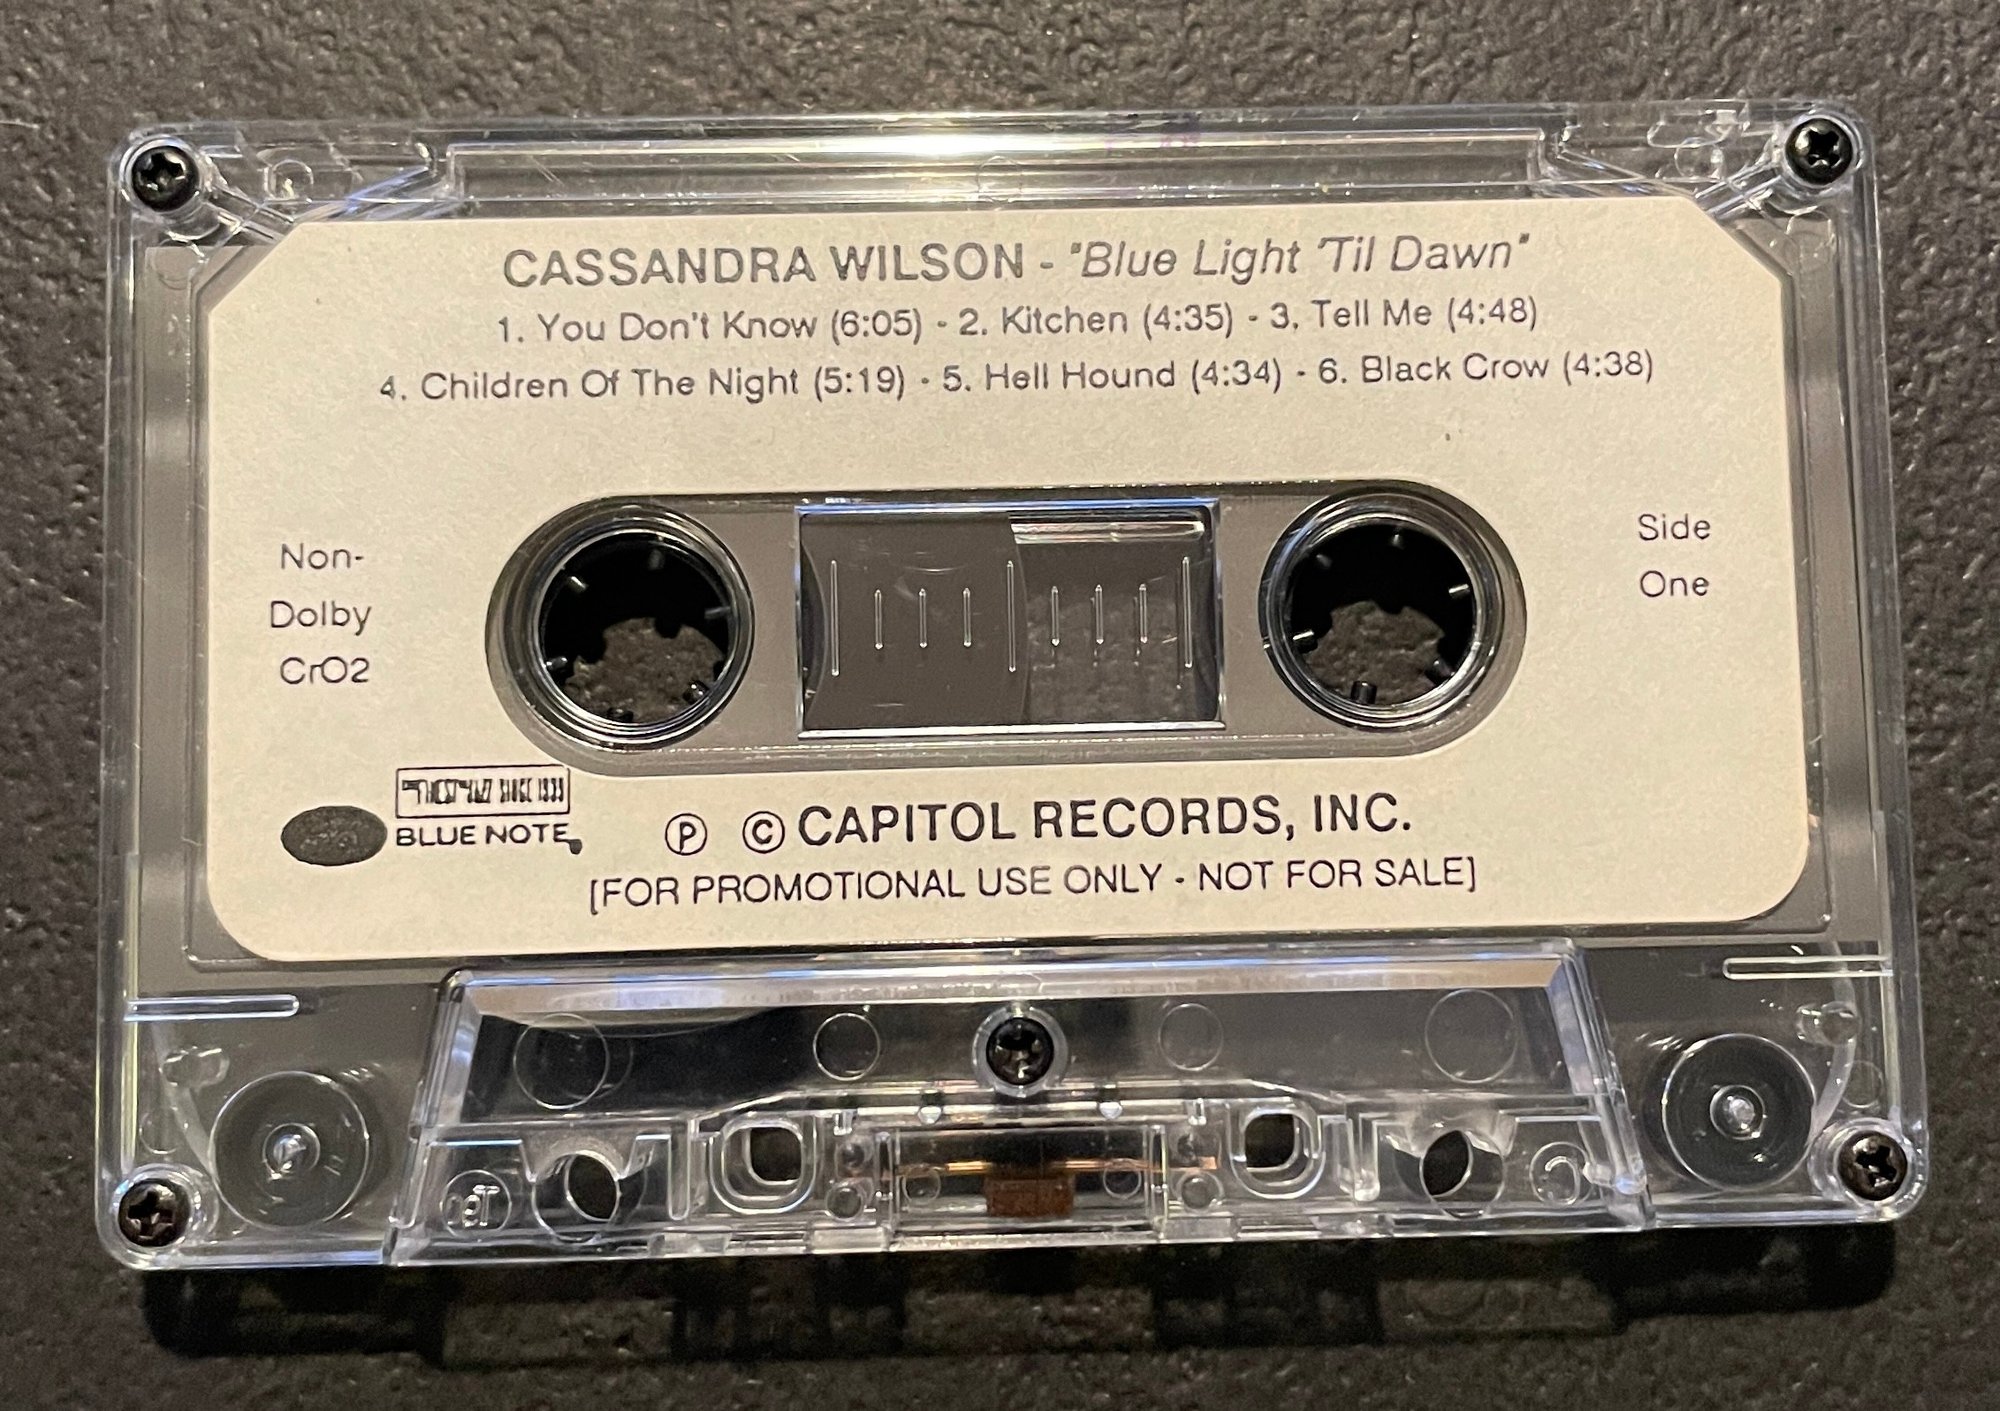 CASSANDRA WILSON - "Blue Light 'Til Dawn"
1. You Don't Know (6:05) - 2. Kitchen (4:35) - 3. Tell Me (4:48)
4. Children Of The Night (5:19) - 5. Hell Hound (4:34) - 6. Black Crow (4:38)
Non-
Dolby
CrO2
Side
One
BLUE NOTE
Ⓟ © CAPITOL RECORDS, INC.
[FOR PROMOTIONAL USE ONLY - NOT FOR SALE]